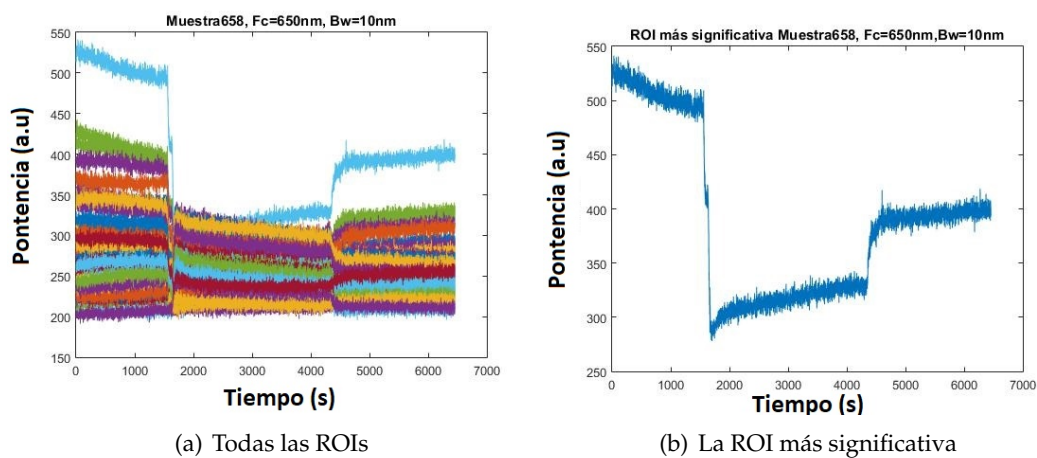 Muestra658, Fc=650nm, Bw=10nm
550
500
450
400
350
300
250
200
150
0 1000 2000 3000 4000 5000 6000 7000
Pontencia (a.u)
Tiempo (s)
(a) Todas las ROIs
ROI más significativa Muestra658, Fc=650nm,Bw=10nm
550
500
450
400
350
300
250
0 1000 2000 3000 4000 5000 6000 7000
Pontencia (a.u)
Tiempo (s)
(b) La ROI más significativa